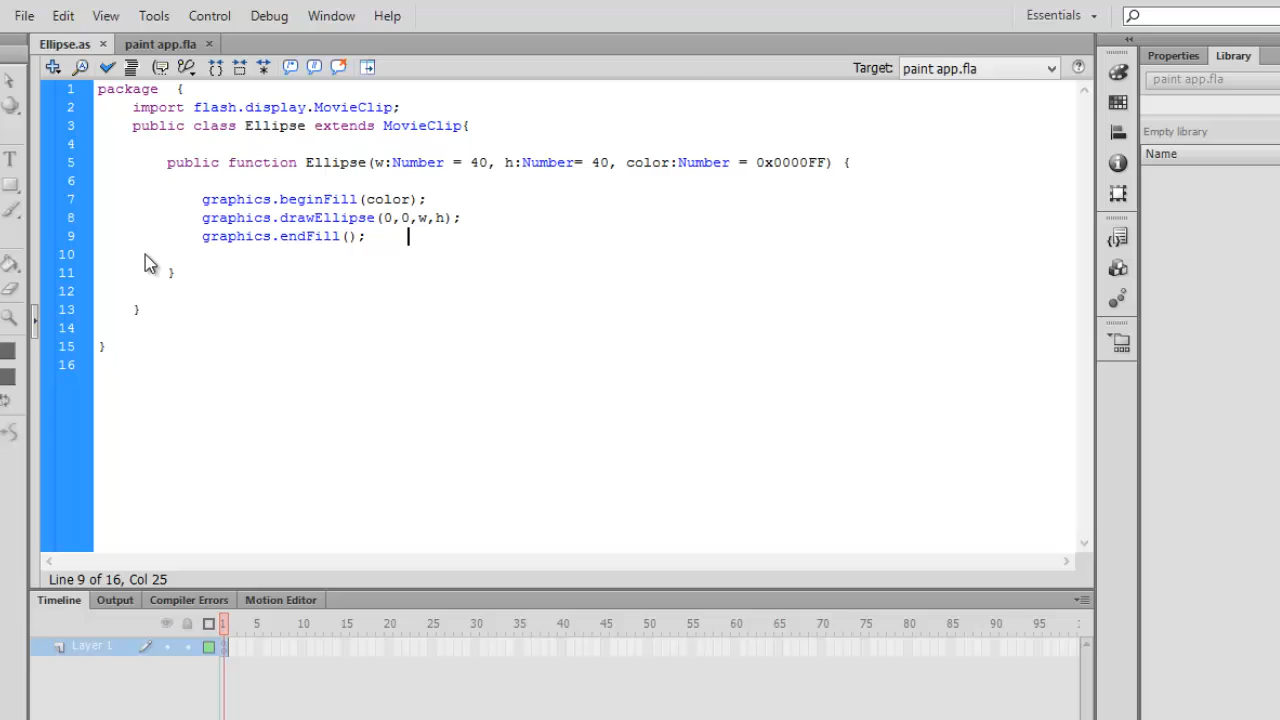 File Edit View Tools Control Debug Window Help Essentials
Ellipse.as × paint app.fla × Properties Library
Target: paint app.fla
paint app.fla
Empty library
Name
1 package {
2 import flash.display.MovieClip;
3 public class Ellipse extends MovieClip{
4
5 public function Ellipse(w:Number = 40, h:Number= 40, color:Number = 0x0000FF) {
6
7 graphics.beginFill(color);
8 graphics.drawEllipse(0,0,w,h);
9 graphics.endFill();
10
11 }
12
13 }
14
15 }
16
Line 9 of 16, Col 25
Timeline Output Compiler Errors Motion Editor
1 5 10 15 20 25 30 35 40 45 50 55 60 65 70 75 80 85 90 95
Layer 1